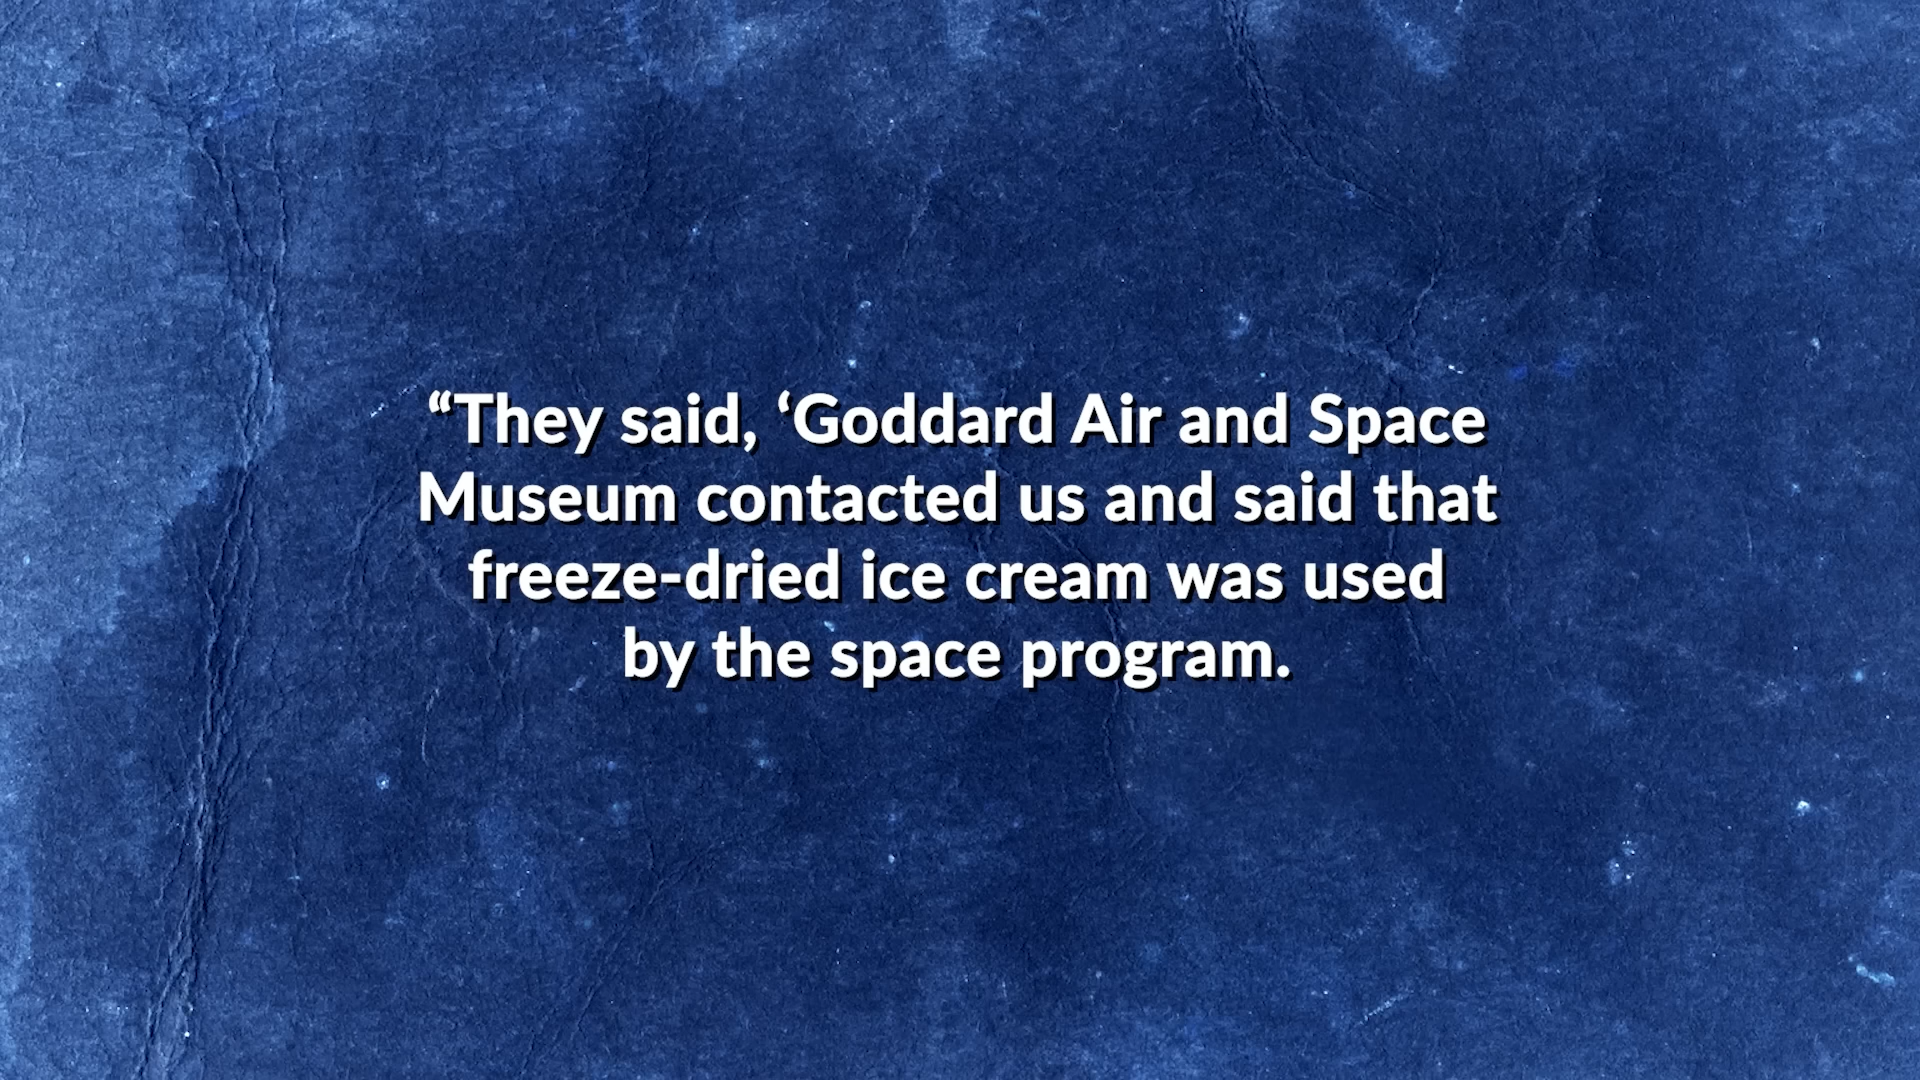 “They said, ‘Goddard Air and Space
Museum contacted us and said that
freeze-dried ice cream was used
by the space program.